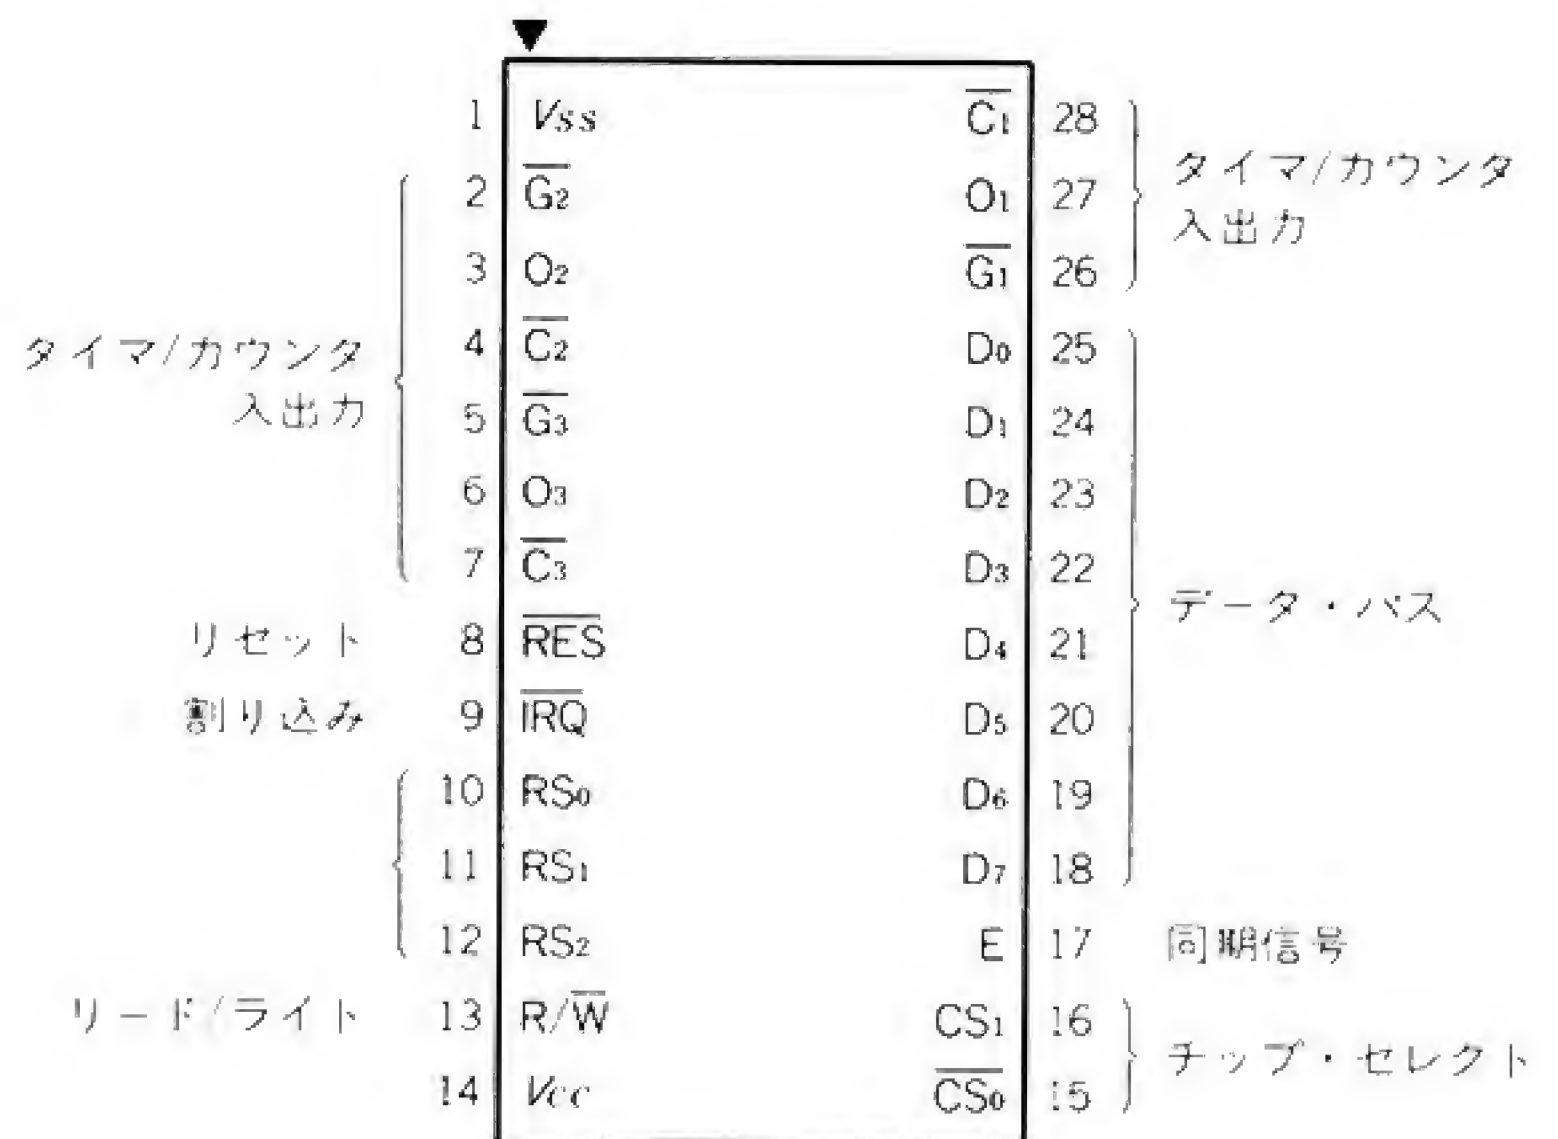 ▼
1 Vss
2 G̅2̅
3 O2
4 C̅2̅
5 G̅3̅
6 O3
7 C̅3̅
8 R̅E̅S̅
9 I̅R̅Q̅
10 RS0
11 RS1
12 RS2
13 R/W̅
14 Vcc
タイマ/カウンタ
入出力
リセット
割り込み
リード/ライト
C̅1̅ 28
O1 27
G̅1̅ 26
D0 25
D1 24
D2 23
D3 22
D4 21
D5 20
D6 19
D7 18
E 17
CS1 16
C̅S̅0̅ 15
タイマ/カウンタ
入出力
データ・バス
同期信号
チップ・セレクト